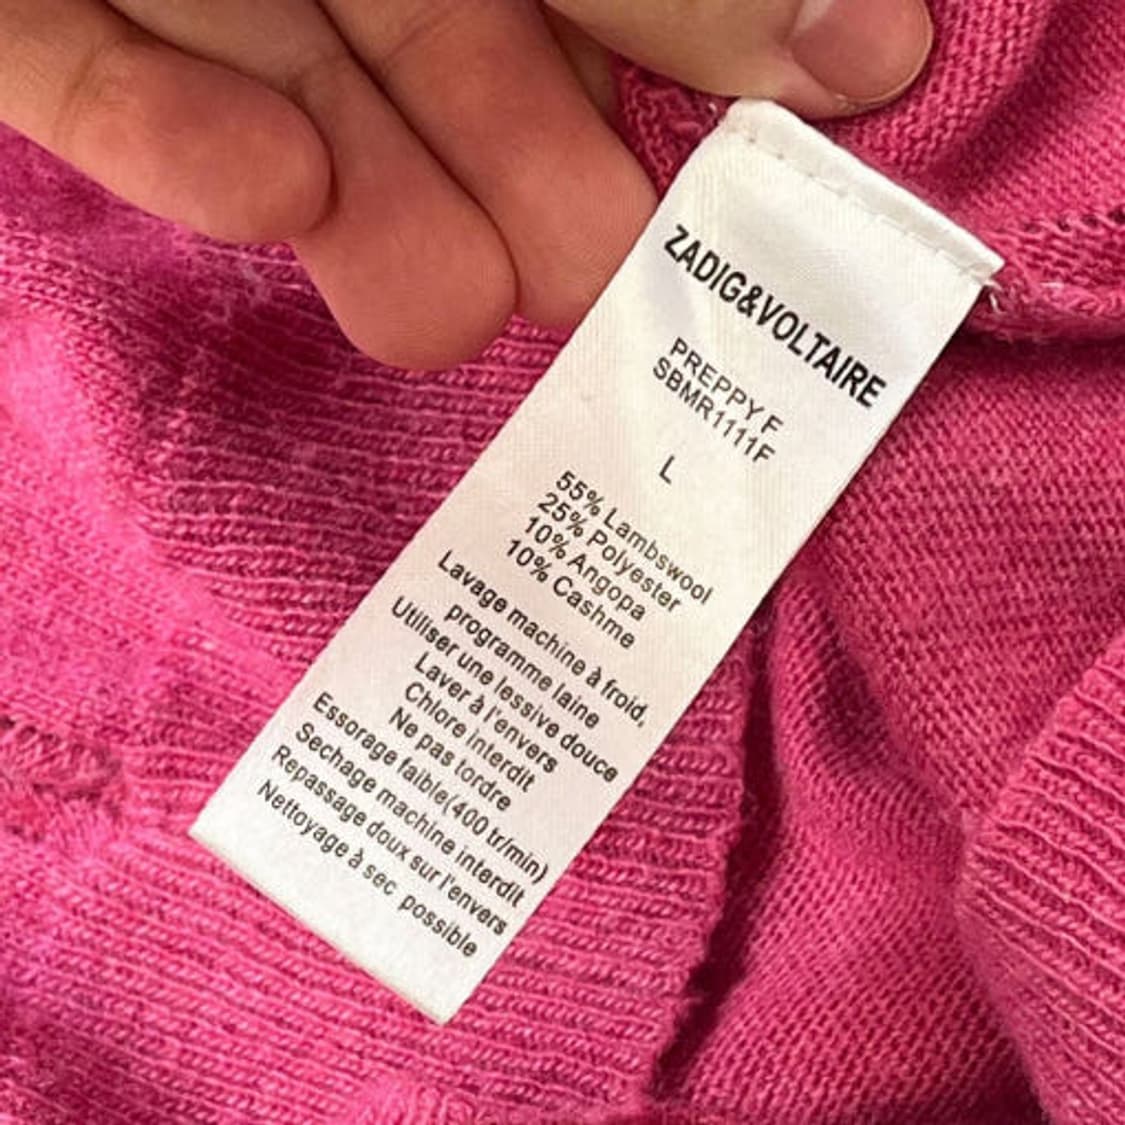 ZADIG&VOLTAIRE
PREPPY F
SBMR1111F
L
55% Lambswool
25% Polyester
10% Angopa
10% Cashme
Lavage machine à froid,
programme laine
Utiliser une lessive douce
Laver à l'envers
Chlore interdit
Ne pas tordre
Essorage faible(400 tr/min)
Sechage machine interdit
Repassage doux sur l'envers
Nettoyage à sec possible